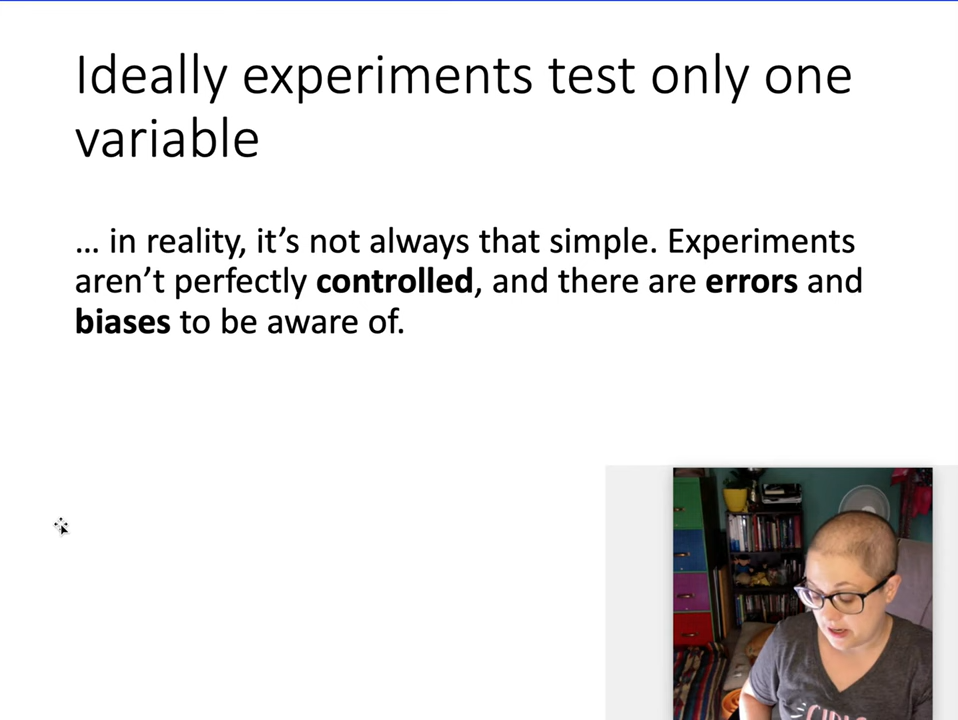 Ideally experiments test only one
variable
… in reality, it’s not always that simple. Experiments
aren’t perfectly controlled, and there are errors and
biases to be aware of.